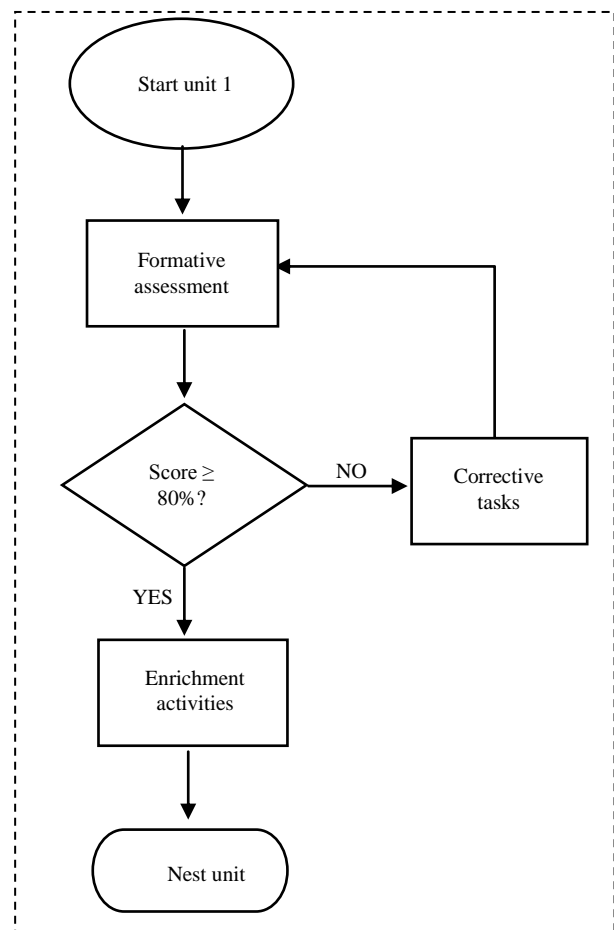 Start unit 1
Formative
assessment
Score ≥
80%?
NO
Corrective
tasks
YES
Enrichment
activities
Nest unit